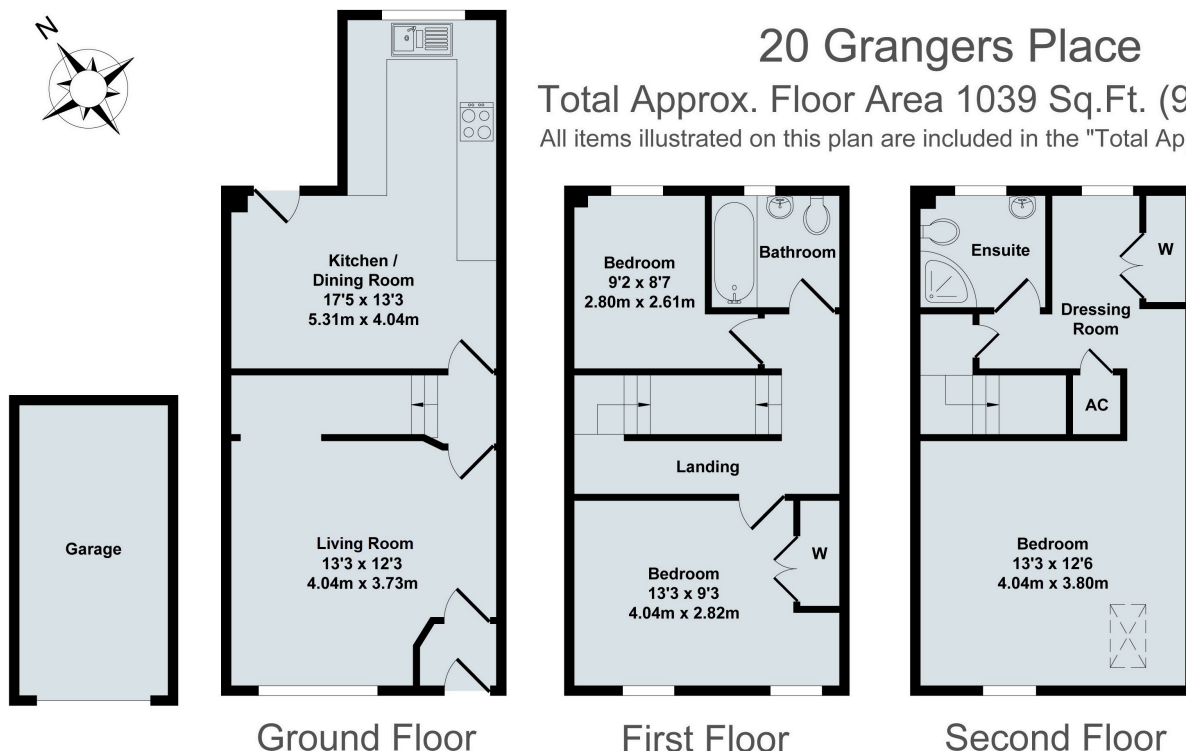 N
20 Grangers Place
Total Approx. Floor Area 1039 Sq.Ft. (9
All items illustrated on this plan are included in the "Total Ap
Kitchen /
Dining Room
17'5 x 13'3
5.31m x 4.04m
Living Room
13'3 x 12'3
4.04m x 3.73m
Garage
Ground Floor
Bedroom
9'2 x 8'7
2.80m x 2.61m
Bathroom
Landing
Bedroom
13'3 x 9'3
4.04m x 2.82m
W
First Floor
Ensuite
W
Dressing
Room
AC
Bedroom
13'3 x 12'6
4.04m x 3.80m
Second Floor